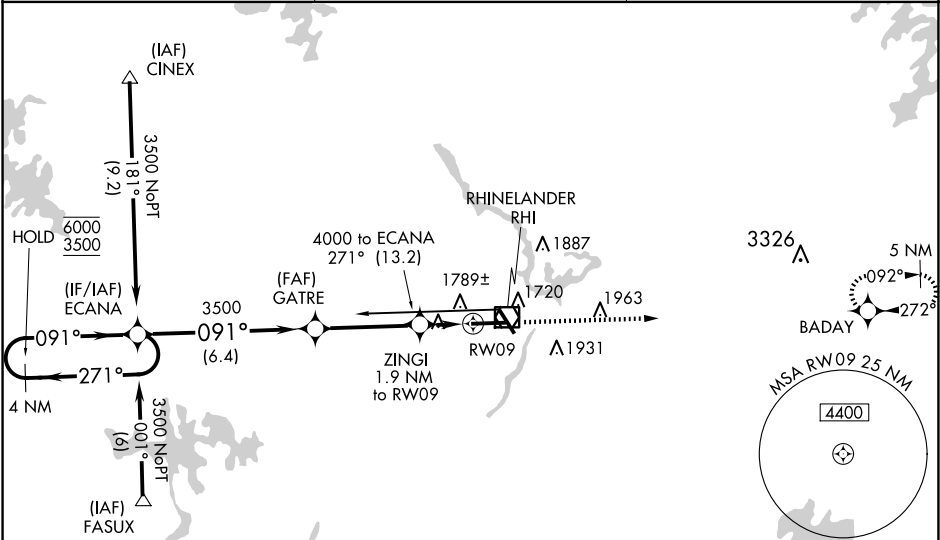 (IAF)
CINEX
3500 NoPT
181°
(9.2)
HOLD
6000
3500
RHINELANDER
RHI
4000 to ECANA
271° (13.2)
1887
3326
5 NM
092°
272°
BADAY
(IF/IAF)
ECANA
3500
091°
(6.4)
(FAF)
GATRE
1789±
1720
1963
091°
271°
4 NM
ZINGI
1.9 NM
to RW09
RW09
1931
3500 NoPT
001°
(6)
(IAF)
FASUX
MSA RW09 25 NM
4400